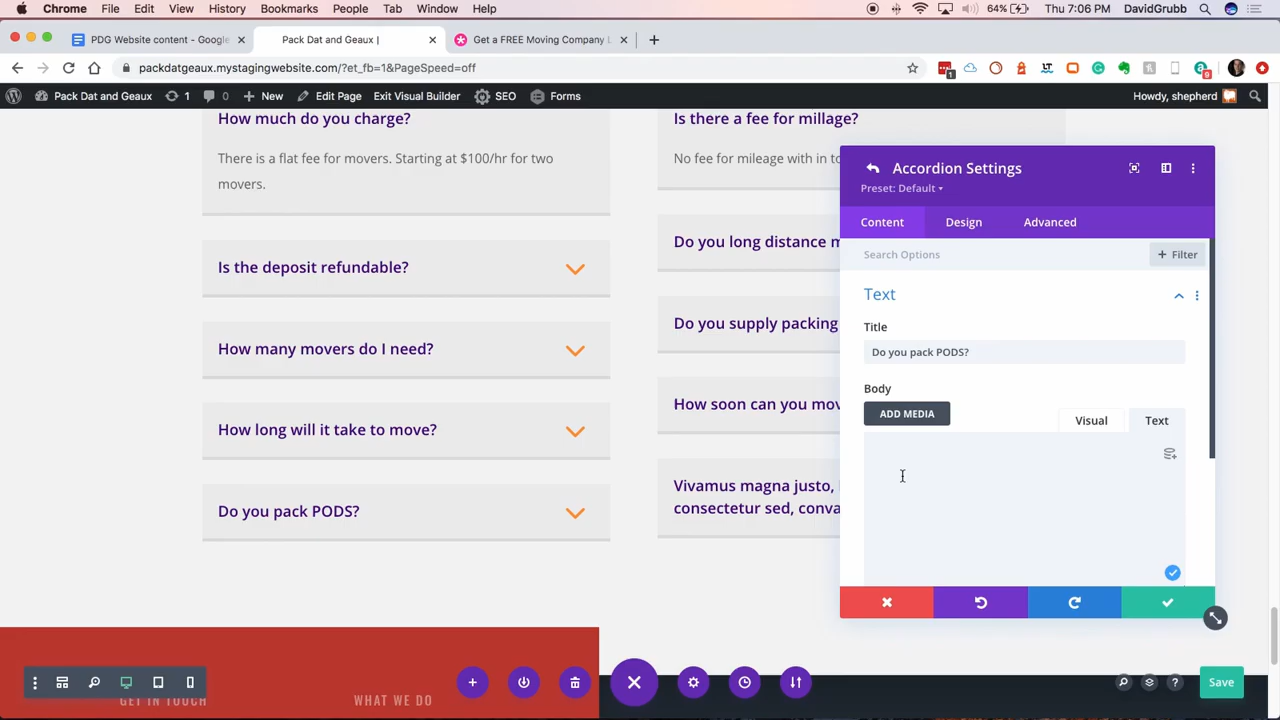 Chrome File Edit View History Bookmarks People Tab Window Help 64% Thu 7:06 PM DavidGrubb
PDG Website content - Google Pack Dat and Geaux | Get a FREE Moving Company L
packdatgeaux.mystagingwebsite.com/?et_fb=1&PageSpeed=off
Pack Dat and Geaux 1 0 New Edit Page Exit Visual Builder SEO Forms Howdy, shepherd
How much do you charge?
There is a flat fee for movers. Starting at $100/hr for two
movers.
Is the deposit refundable?
How many movers do I need?
How long will it take to move?
Do you pack PODS?
Is there a fee for millage?
No fee for mileage with in to
Do you long distance m
Do you supply packing
How soon can you mov
Vivamus magna justo,
consectetur sed, conva
Accordion Settings
Preset: Default
Content Design Advanced
Search Options Filter
Text
Title
Do you pack PODS?
Body
ADD MEDIA
Visual Text
GET IN TOUCH WHAT WE DO
Save